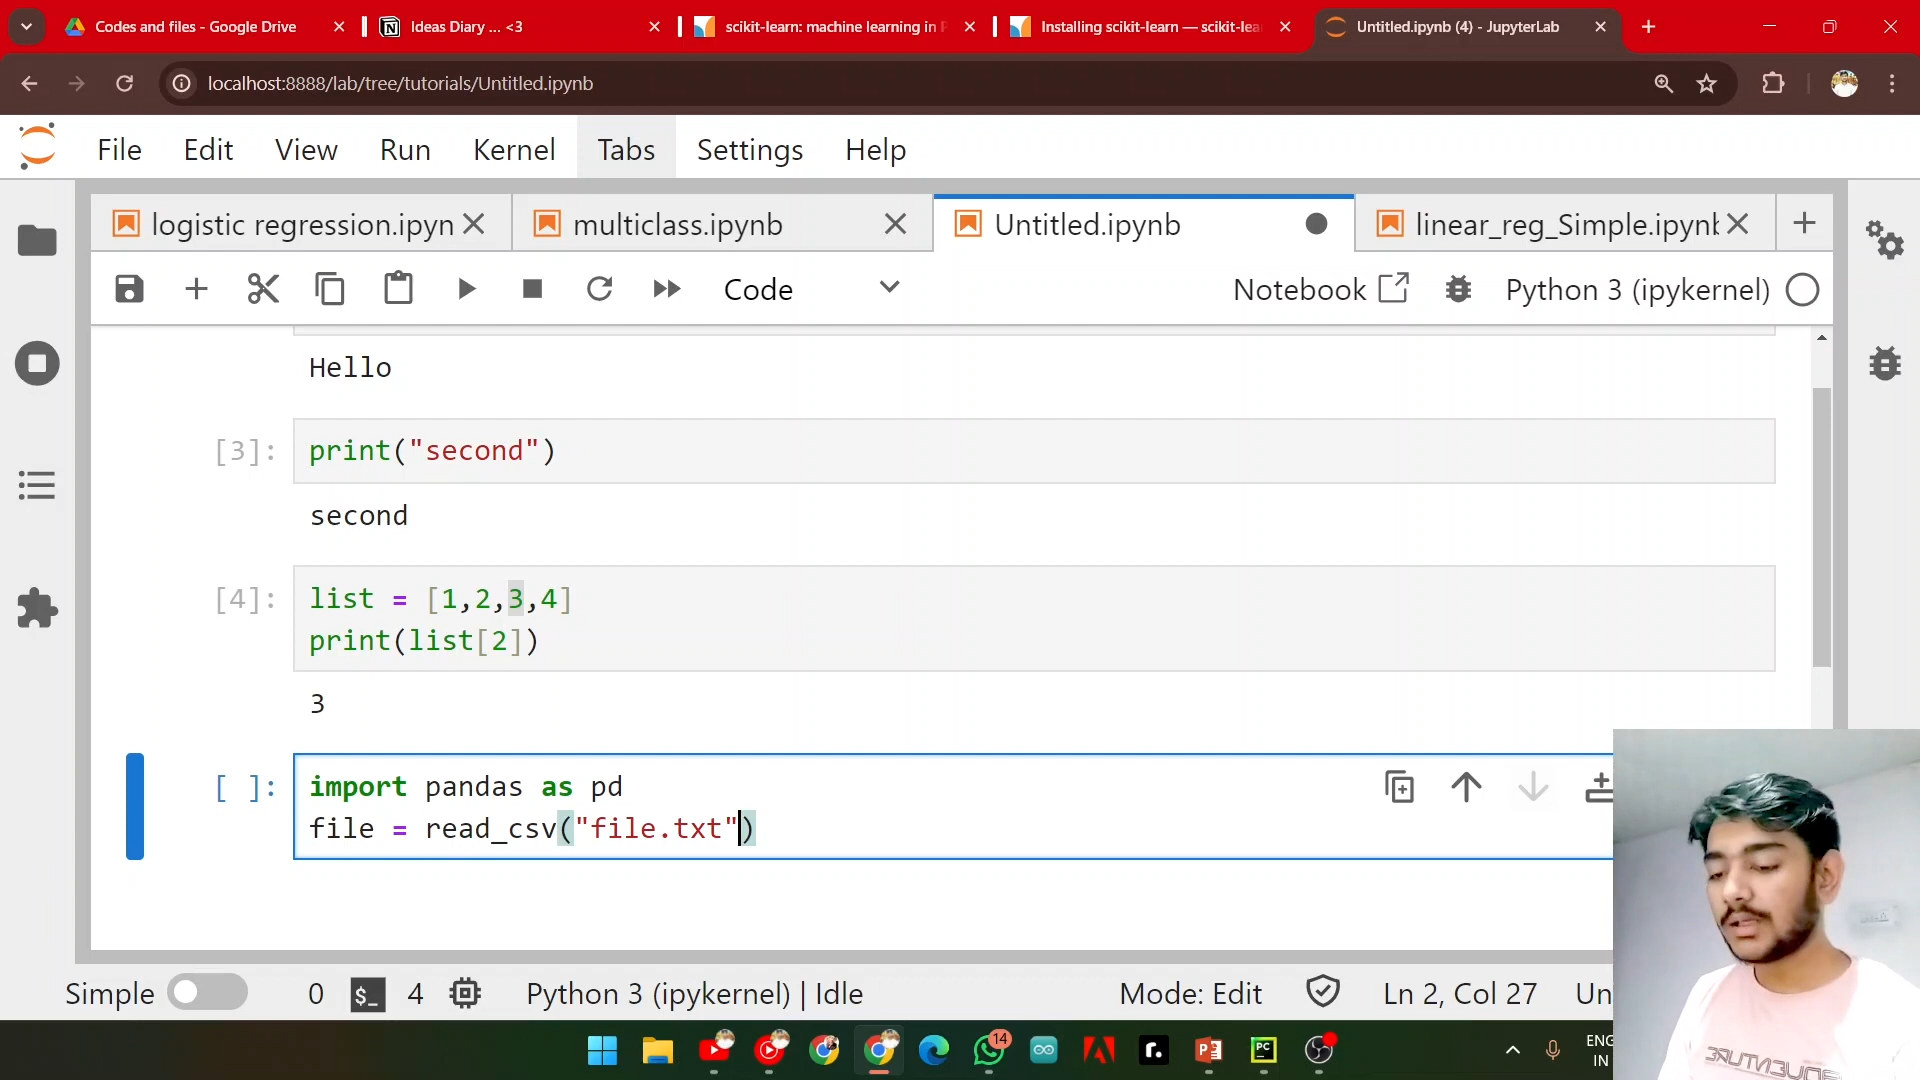 Codes and files - Google Drive
Ideas Diary ... <3
scikit-learn: machine learning in
Installing scikit-learn — scikit-lea
Untitled.ipynb (4) - JupyterLab
localhost:8888/lab/tree/tutorials/Untitled.ipynb
File Edit View Run Kernel Tabs Settings Help
logistic regression.ipyn
multiclass.ipynb
Untitled.ipynb
linear_reg_Simple.ipynb
Code
Notebook
Python 3 (ipykernel)
Hello
[3]: print("second")
second
[4]: list = [1,2,3,4]
print(list[2])
3
[ ]: import pandas as pd
file = read_csv("file.txt")
Simple 0 $_ 4 Python 3 (ipykernel) | Idle Mode: Edit Ln 2, Col 27 Un
14
PC
ENG
IN